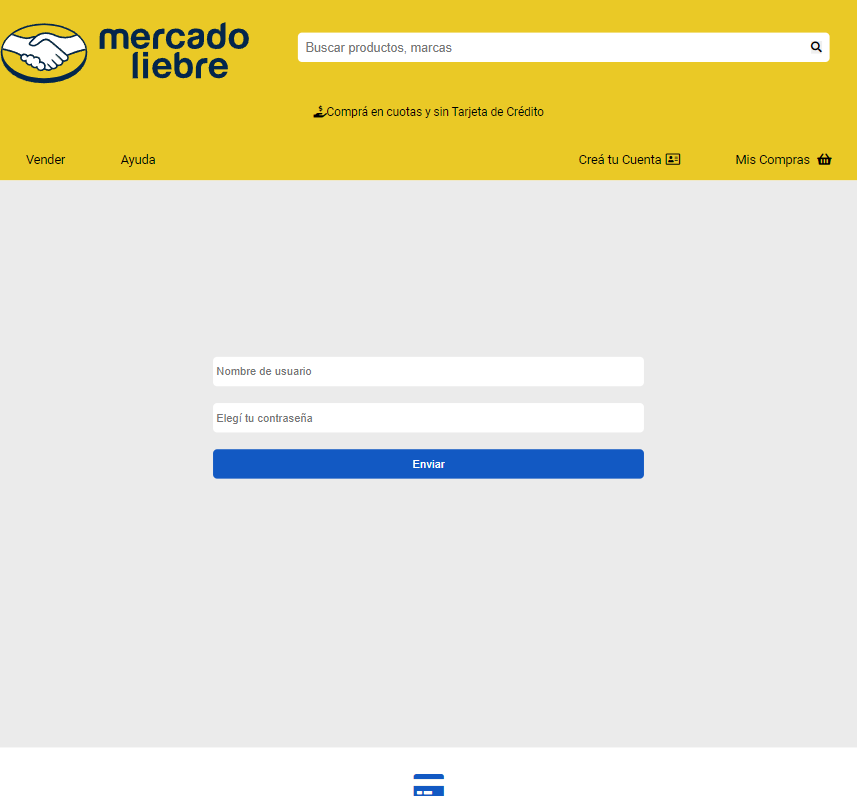 mercado
liebre
Buscar productos, marcas
Comprá en cuotas y sin Tarjeta de Crédito
Vender
Ayuda
Creá tu Cuenta
Mis Compras
Nombre de usuario
Elegí tu contraseña
Enviar